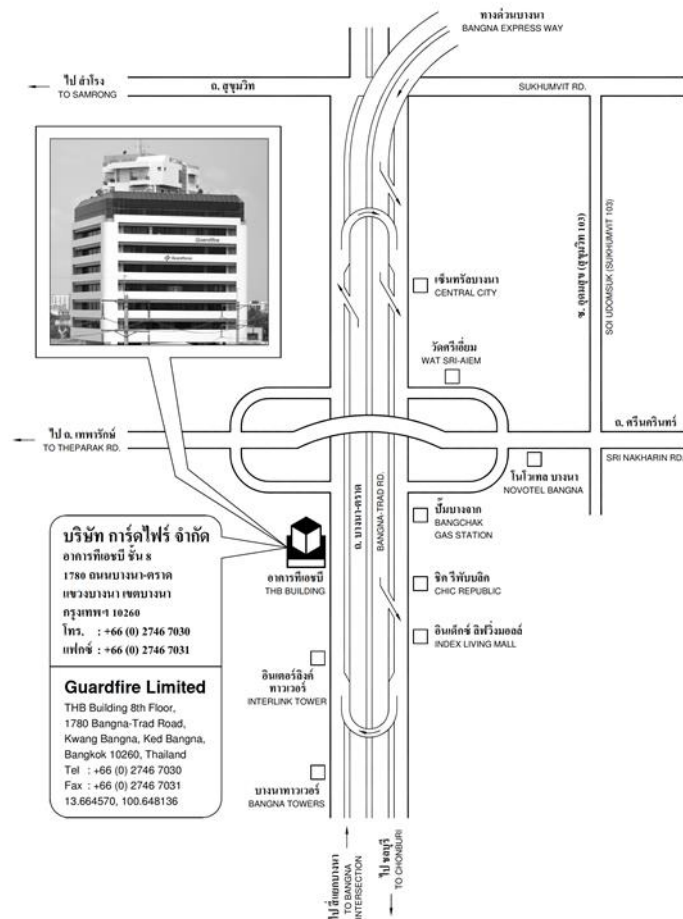 ทางด่วนบางนา
BANGNA EXPRESS WAY
ไป สำโรง
TO SAMRONG
ถ. สุขุมวิท
SUKHUMVIT RD.
Guardfire
Guardforce
ซ. อุดมสุข (สุขุมวิท 103)
SOI UDOMSUK (SUKHUMVIT 103)
เซ็นทรัลบางนา
CENTRAL CITY
วัดศรีเอี่ยม
WAT SRI-AIEM
ไป ถ. เทพารักษ์
TO THEPARAK RD.
ถ. ศรีนครินทร์
SRI NAKHARIN RD.
โนโวเทล บางนา
NOVOTEL BANGNA
ถ. บางนา-ตราด
BANGNA-TRAD RD.
ปั๊มบางจาก
BANGCHAK
GAS STATION
อาคารทีเอชบี
THB BUILDING
ชิค รีพับบลิค
CHIC REPUBLIC
อินเด็กซ์ ลิฟวิ่งมอลล์
INDEX LIVING MALL
อินเตอร์ลิงค์
ทาวเวอร์
INTERLINK TOWER
บางนาทาวเวอร์
BANGNA TOWERS
บริษัท การ์ดไฟร์ จำกัด
อาคารทีเอชบี ชั้น 8
1780 ถนนบางนา-ตราด
แขวงบางนา เขตบางนา
กรุงเทพฯ 10260
โทร. : +66 (0) 2746 7030
แฟกซ์ : +66 (0) 2746 7031
Guardfire Limited
THB Building 8th Floor,
1780 Bangna-Trad Road,
Kwang Bangna, Ked Bangna,
Bangkok 10260, Thailand
Tel : +66 (0) 2746 7030
Fax : +66 (0) 2746 7031
13.664570, 100.648136
ไป สี่แยกบางนา
TO BANGNA
INTERSECTION
ไป ชลบุรี
TO CHONBURI